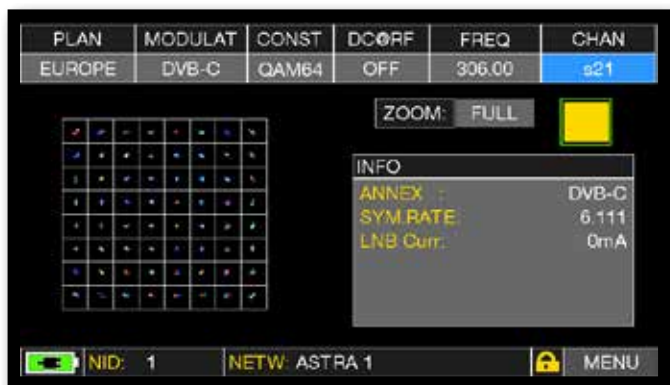 PLAN MODULAT CONST DC@RF FREQ CHAN
EUROPE DVB-C QAM64 OFF 306.00 s21
ZOOM: FULL
INFO
ANNEX : DVB-C
SYM.RATE 6.111
LNB Curr. 0mA
NID: 1 NETW: ASTRA 1 MENU